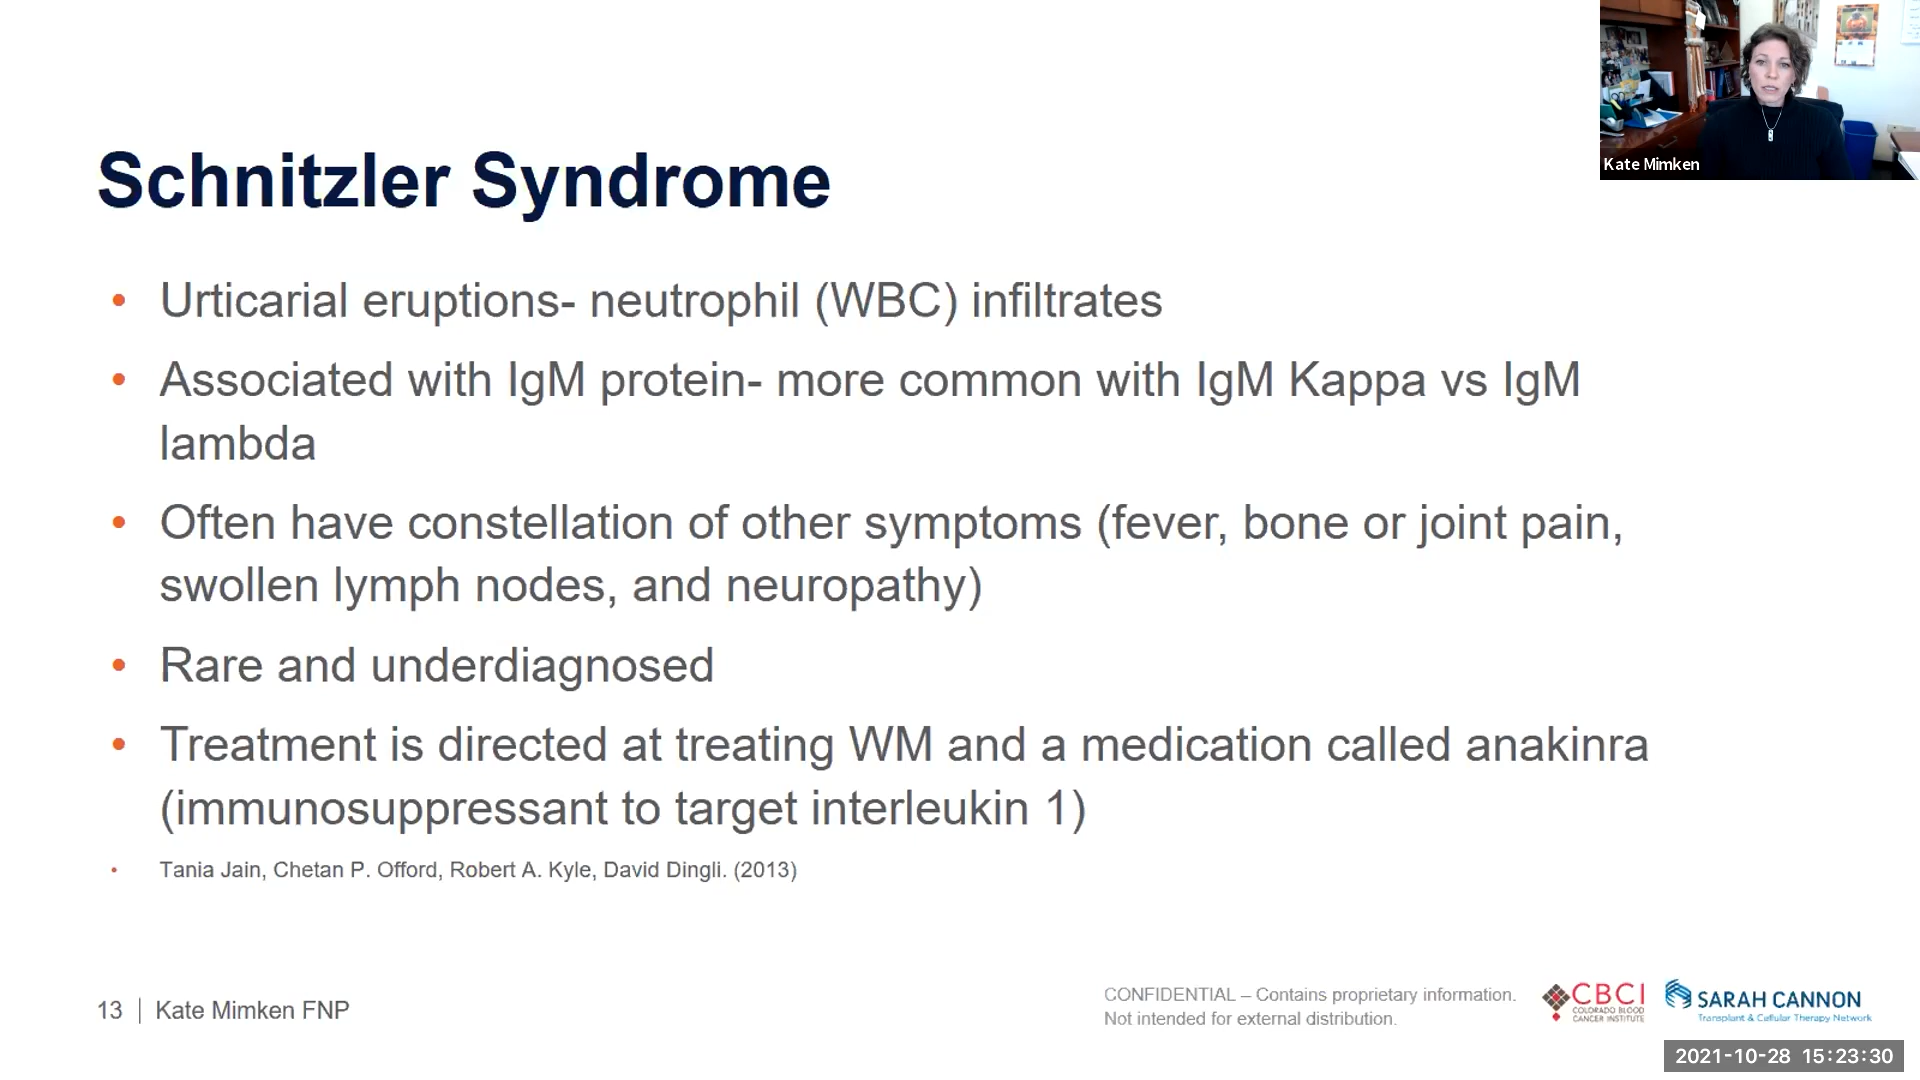 Kate Mimken
Schnitzler Syndrome
• Urticarial eruptions- neutrophil (WBC) infiltrates
• Associated with IgM protein- more common with IgM Kappa vs IgM
lambda
• Often have constellation of other symptoms (fever, bone or joint pain,
swollen lymph nodes, and neuropathy)
• Rare and underdiagnosed
• Treatment is directed at treating WM and a medication called anakinra
(immunosuppressant to target interleukin 1)
• Tania Jain, Chetan P. Offord, Robert A. Kyle, David Dingli. (2013)
13 | Kate Mimken FNP
CONFIDENTIAL – Contains proprietary information.
Not intended for external distribution.
CBCI
COLORADO BLOOD
CANCER INSTITUTE
SARAH CANNON
Transplant & Cellular Therapy Network
2021-10-28 15:23:30